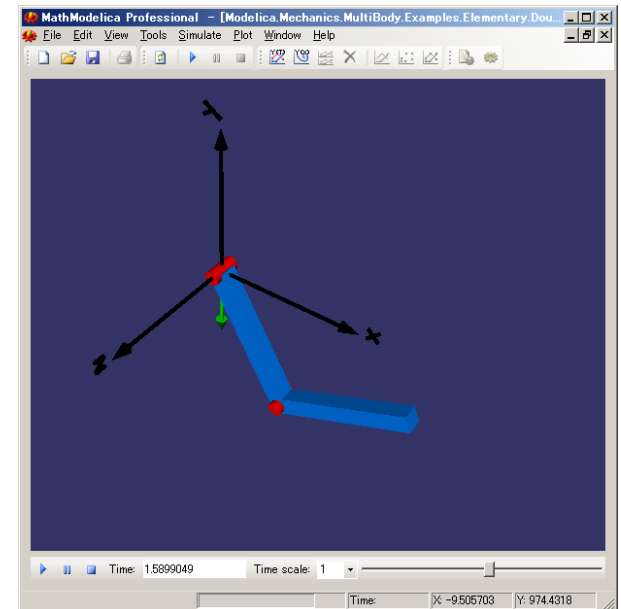 MathModelica Professional - [Modelica.Mechanics.MultiBody.Examples.Elementary.Dou...
File Edit View Tools Simulate Plot Window Help
Y
X
Z
Time: 1.5899049 Time scale: 1
Time: X: -9.505703 Y: 974.4318